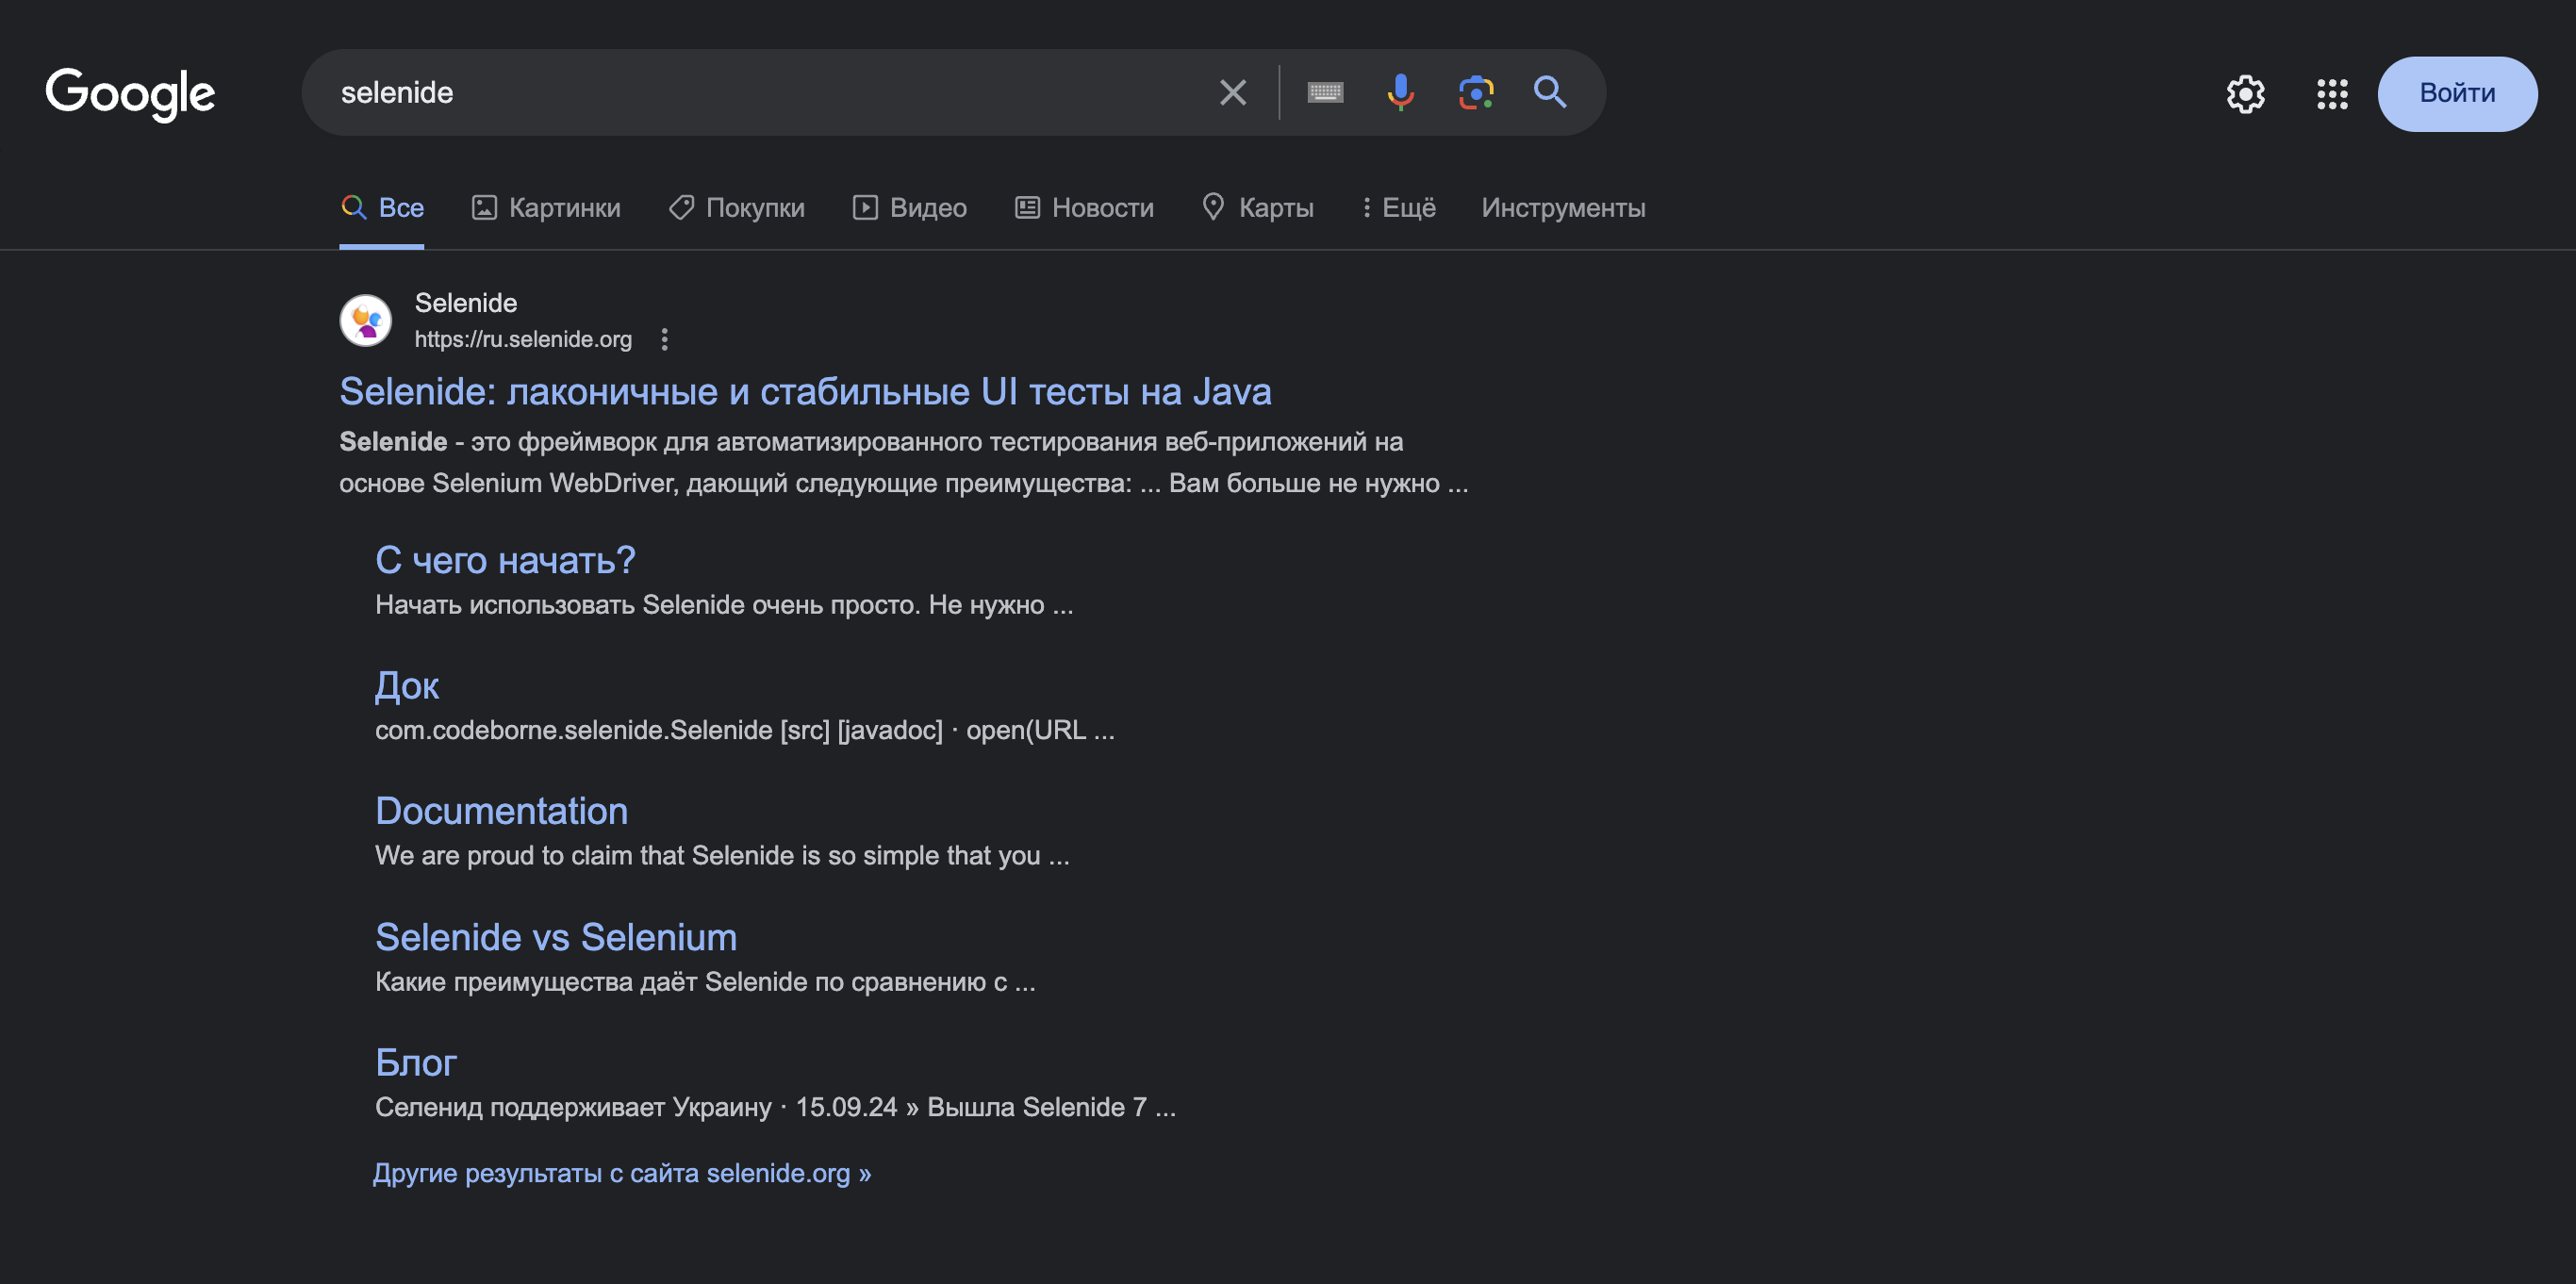 Google
selenide
Войти
Все
Картинки
Покупки
Видео
Новости
Карты
Ещё
Инструменты
Selenide
https://ru.selenide.org
Selenide: лаконичные и стабильные UI тесты на Java
Selenide - это фреймворк для автоматизированного тестирования веб-приложений на
основе Selenium WebDriver, дающий следующие преимущества: ... Вам больше не нужно ...
С чего начать?
Начать использовать Selenide очень просто. Не нужно ...
Док
com.codeborne.selenide.Selenide [src] [javadoc] · open(URL ...
Documentation
We are proud to claim that Selenide is so simple that you ...
Selenide vs Selenium
Какие преимущества даёт Selenide по сравнению с ...
Блог
Селенид поддерживает Украину · 15.09.24 » Вышла Selenide 7 ...
Другие результаты с сайта selenide.org »